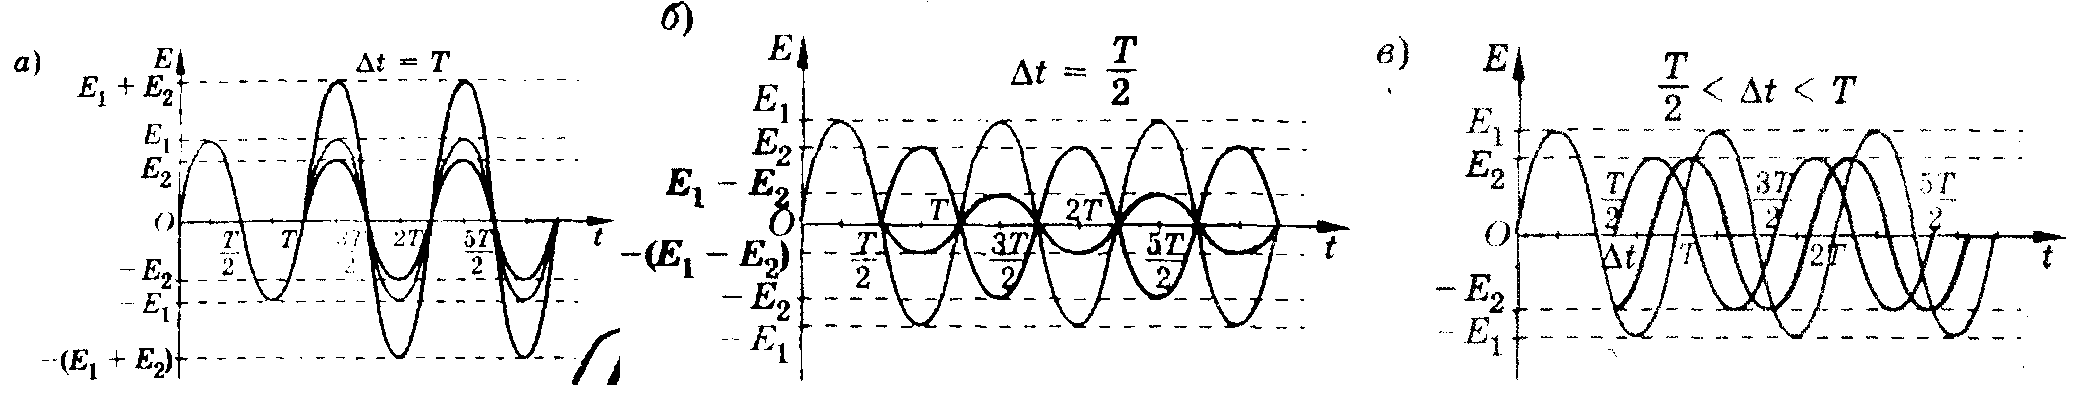 а)
E
Δt = T
E₁ + E₂
E₁
E₂
O
T/2
T
3T/2
2T
5T/2
t
−E₂
−E₁
−(E₁ + E₂)
б)
E
Δt = T/2
E₁
E₂
E₁ − E₂
O
T/2
T
3T/2
2T
5T/2
t
−(E₁ − E₂)
−E₂
−E₁
в)
E
T/2 < Δt < T
E₁
E₂
O
T/2
Δt
T
3T/2
2T
5T/2
t
−E₂
−E₁